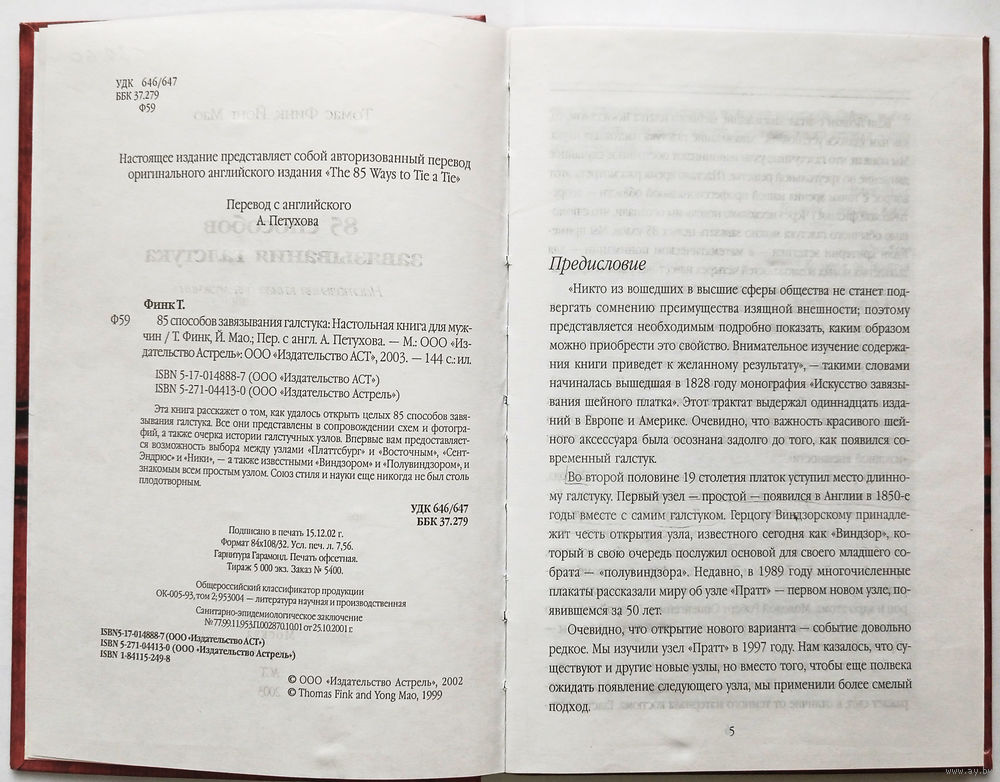 УДК 646/647
ББК 37.279
Ф59
Настоящее издание представляет собой авторизованный перевод
оригинального английского издания «The 85 Ways to Tie a Tie»
Перевод с английского
А. Петухова
Финк Т.
Ф59 85 способов завязывания галстука: Настольная книга для муж-
чин / Т. Финк, Й. Мао.; Пер. с англ. А. Петухова. — М.: ООО «Из-
дательство Астрель»: ООО «Издательство АСТ», 2003. — 144 с.: ил.
ISBN 5-17-014888-7 (ООО «Издательство АСТ»)
ISBN 5-271-04413-0 (ООО «Издательство Астрель»)
Эта книга расскажет о том, как удалось открыть целых 85 способов завя-
зывания галстука. Все они представлены в сопровождении схем и фотогра-
фий, а также очерка истории галстучных узлов. Впервые вам предоставляет-
ся возможность выбора между узлами «Платтсбург» и «Восточным», «Сент-
Эндрюс» и «Ники», — а также известными «Виндзором» и «Полувиндзором», и
знакомым всем простым узлом. Союз стиля и науки еще никогда не был столь
плодотворным.
УДК 646/647
ББК 37.279
Подписано в печать 15.12.02 г.
Формат 84х108/32. Усл. печ. л. 7,56.
Гарнитура Гарамонд. Печать офсетная.
Тираж 5 000 экз. Заказ № 5400.
Общероссийский классификатор продукции
ОК-005-93, том 2; 953004 — литература научная и производственная
Санитарно-эпидемиологическое заключение
№ 77.99.11.953.П.002870.10.01 от 25.10.2001 г.
ISBN5-17-014888-7 (ООО «Издательство АСТ»)
ISBN 5-271-04413-0 (ООО «Издательство Астрель»)
ISBN 1-84115-249-8
© ООО «Издательство Астрель», 2002
© Thomas Fink and Yong Mao, 1999
Предисловие
«Никто из вошедших в высшие сферы общества не станет под-
вергать сомнению преимущества изящной внешности; поэтому
представляется необходимым подробно показать, каким образом
можно приобрести это свойство. Внимательное изучение содержа-
ния книги приведет к желанному результату», — такими словами
начиналась вышедшая в 1828 году монография «Искусство завязы-
вания шейного платка». Этот трактат выдержал одиннадцать изда-
ний в Европе и Америке. Очевидно, что важность красивого шей-
ного аксессуара была осознана задолго до того, как появился со-
временный галстук.
Во второй половине 19 столетия платок уступил место длинно-
му галстуку. Первый узел — простой — появился в Англии в 1850-е
годы вместе с самим галстуком. Герцогу Виндзорскому принадле-
жит честь открытия узла, известного сегодня как «Виндзор», ко-
торый в свою очередь послужил основой для своего младшего со-
брата — «полувиндзора». Недавно, в 1989 году многочисленные
плакаты рассказали миру об узле «Пратт» — первом новом узле, по-
явившемся за 50 лет.
Очевидно, что открытие нового варианта — событие довольно
редкое. Мы изучили узел «Пратт» в 1997 году. Нам казалось, что су-
ществуют и другие новые узлы, но вместо того, чтобы еще полвека
ожидать появление следующего узла, мы применили более смелый
подход.
5
www.ay.by